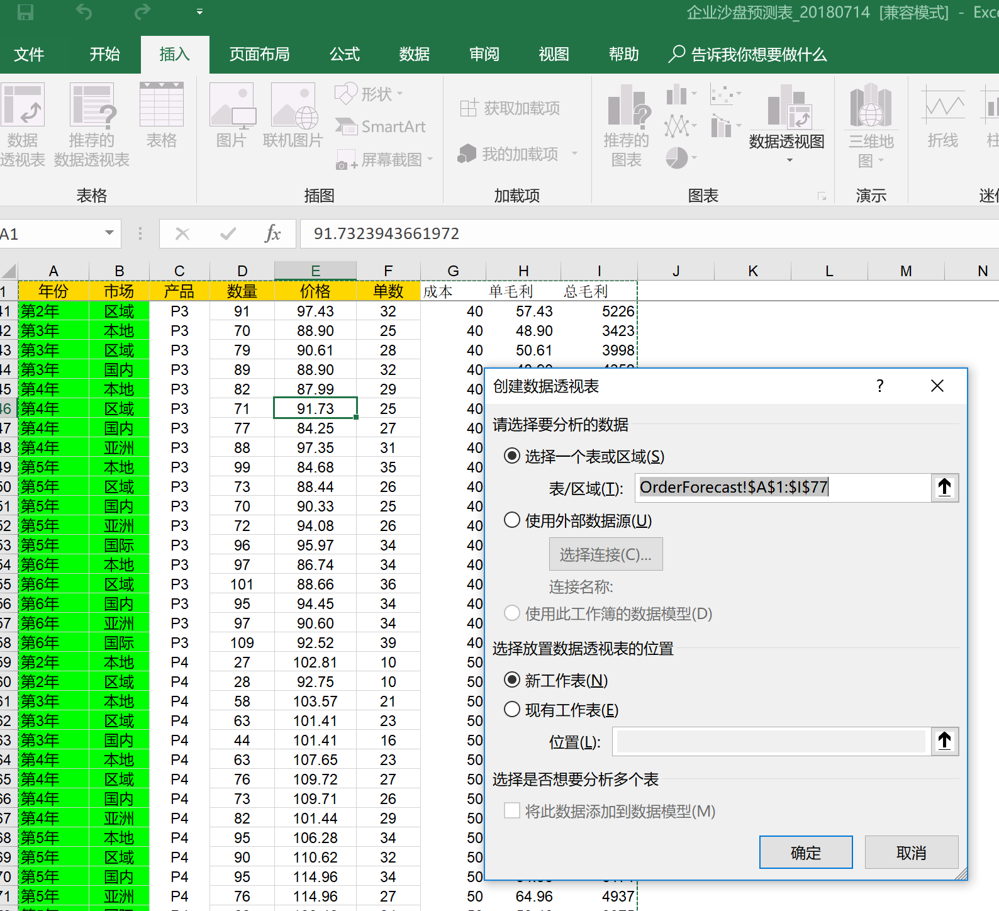 企业沙盘预测表_20180714 [兼容模式] - Exc
文件 开始 插入 页面布局 公式 数据 审阅 视图 帮助 告诉我你想要做什么
数据
透视表
推荐的
数据透视表
表格
表格
图片
联机图片
形状
SmartArt
屏幕截图
插图
获取加载项
我的加载项
加载项
推荐的
图表
数据透视图
图表
三维地
图
演示
折线
A1
fx
91.7323943661972
A B C D E F G H I J K L M N
1 年份 市场 产品 数量 价格 单数 成本 单毛利 总毛利
41 第2年 区域 P3 91 97.43 32 40 57.43 5226
42 第3年 本地 P3 70 88.90 25 40 48.90 3423
43 第3年 区域 P3 79 90.61 28 40 50.61 3998
44 第3年 国内 P3 89 88.90 32 40
45 第4年 本地 P3 82 87.99 29 40
46 第4年 区域 P3 71 91.73 25 40
47 第4年 国内 P3 77 84.25 27 40
48 第4年 亚洲 P3 88 97.35 31 40
49 第5年 本地 P3 99 84.68 35 40
50 第5年 区域 P3 73 88.44 26 40
51 第5年 国内 P3 70 90.33 25 40
52 第5年 亚洲 P3 72 94.08 26 40
53 第5年 国际 P3 96 95.97 34 40
54 第6年 本地 P3 97 86.74 34 40
55 第6年 区域 P3 101 88.66 36 40
56 第6年 国内 P3 95 94.45 34 40
57 第6年 亚洲 P3 97 90.60 34 40
58 第6年 国际 P3 109 92.52 39 40
59 第2年 本地 P4 27 102.81 10 50
60 第2年 区域 P4 28 92.75 10 50
61 第3年 本地 P4 58 103.57 21 50
62 第3年 区域 P4 63 101.41 23 50
63 第3年 国内 P4 44 101.41 16 50
64 第4年 本地 P4 63 107.65 23 50
65 第4年 区域 P4 76 109.72 27 50
66 第4年 国内 P4 73 109.71 26 50
67 第4年 亚洲 P4 82 101.44 29 50
68 第5年 本地 P4 95 106.28 34 50
69 第5年 区域 P4 90 110.62 32 50
70 第5年 国内 P4 95 114.96 34 50
71 第5年 亚洲 P4 76 114.96 27 50 64.96 4937
创建数据透视表 ?
请选择要分析的数据
选择一个表或区域(S)
表/区域(T): OrderForecast!$A$1:$I$77
使用外部数据源(U)
选择连接(C)...
连接名称:
使用此工作簿的数据模型(D)
选择放置数据透视表的位置
新工作表(N)
现有工作表(E)
位置(L):
选择是否想要分析多个表
将此数据添加到数据模型(M)
确定 取消